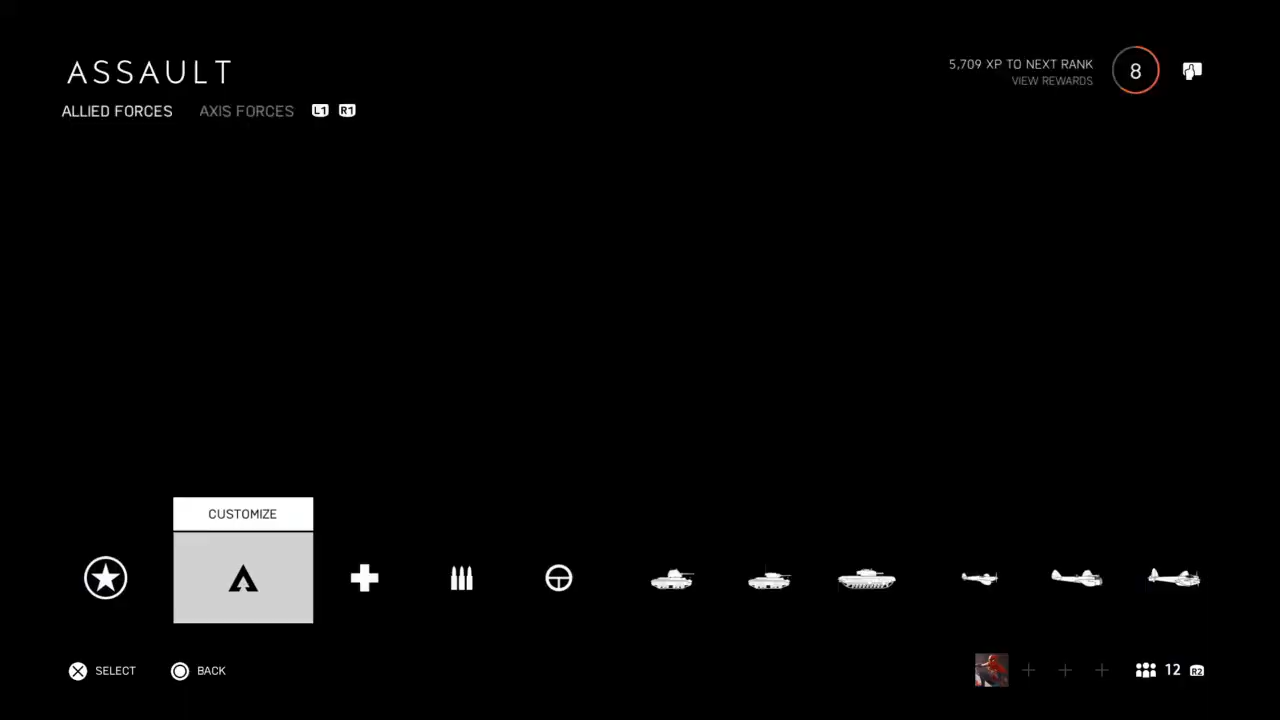 ASSAULT
5,709 XP TO NEXT RANK
VIEW REWARDS
8
ALLIED FORCES AXIS FORCES L1 R1
CUSTOMIZE
SELECT BACK
12 R2